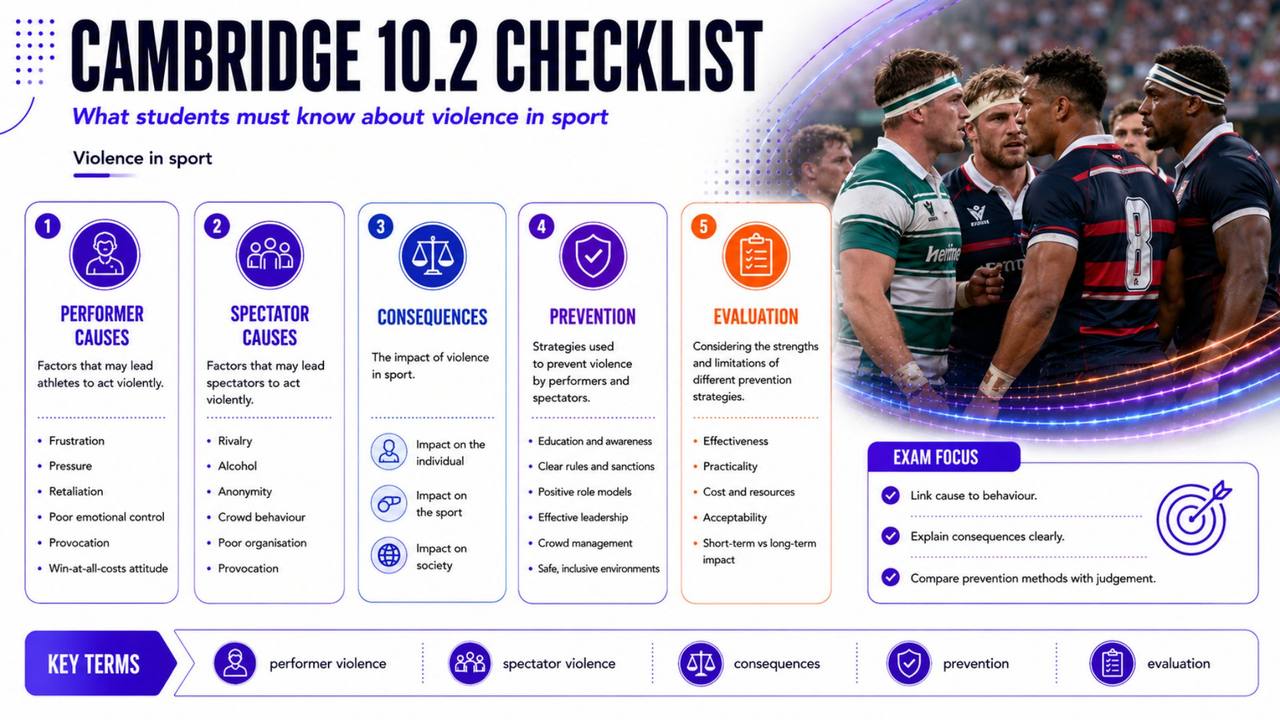 CAMBRIDGE 10.2 CHECKLIST
What students must know about violence in sport
Violence in sport
1
PERFORMER
CAUSES
Factors that may lead
athletes to act violently.
• Frustration
• Pressure
• Retaliation
• Poor emotional control
• Provocation
• Win-at-all-costs attitude
2
SPECTATOR
CAUSES
Factors that may lead
spectators to act
violently.
• Rivalry
• Alcohol
• Anonymity
• Crowd behaviour
• Poor organisation
• Provocation
3
CONSEQUENCES
The impact of violence
in sport.
Impact on the
individual
Impact on
the sport
Impact on
society
4
PREVENTION
Strategies used
to prevent violence
by performers and
spectators.
• Education and awareness
• Clear rules and sanctions
• Positive role models
• Effective leadership
• Crowd management
• Safe, inclusive environments
5
EVALUATION
Considering the strengths
and limitations of
different prevention
strategies.
• Effectiveness
• Practicality
• Cost and resources
• Acceptability
• Short-term vs long-term
impact
8
EXAM FOCUS
Link cause to behaviour.
Explain consequences clearly.
Compare prevention methods with judgement.
KEY TERMS
performer violence
spectator violence
consequences
prevention
evaluation